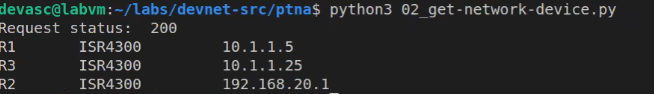 devasc@labvm:~/labs/devnet-src/ptna$ python3 02_get-network-device.py
Request status:  200
R1       ISR4300         10.1.1.5
R3       ISR4300         10.1.1.25
R2       ISR4300         192.168.20.1